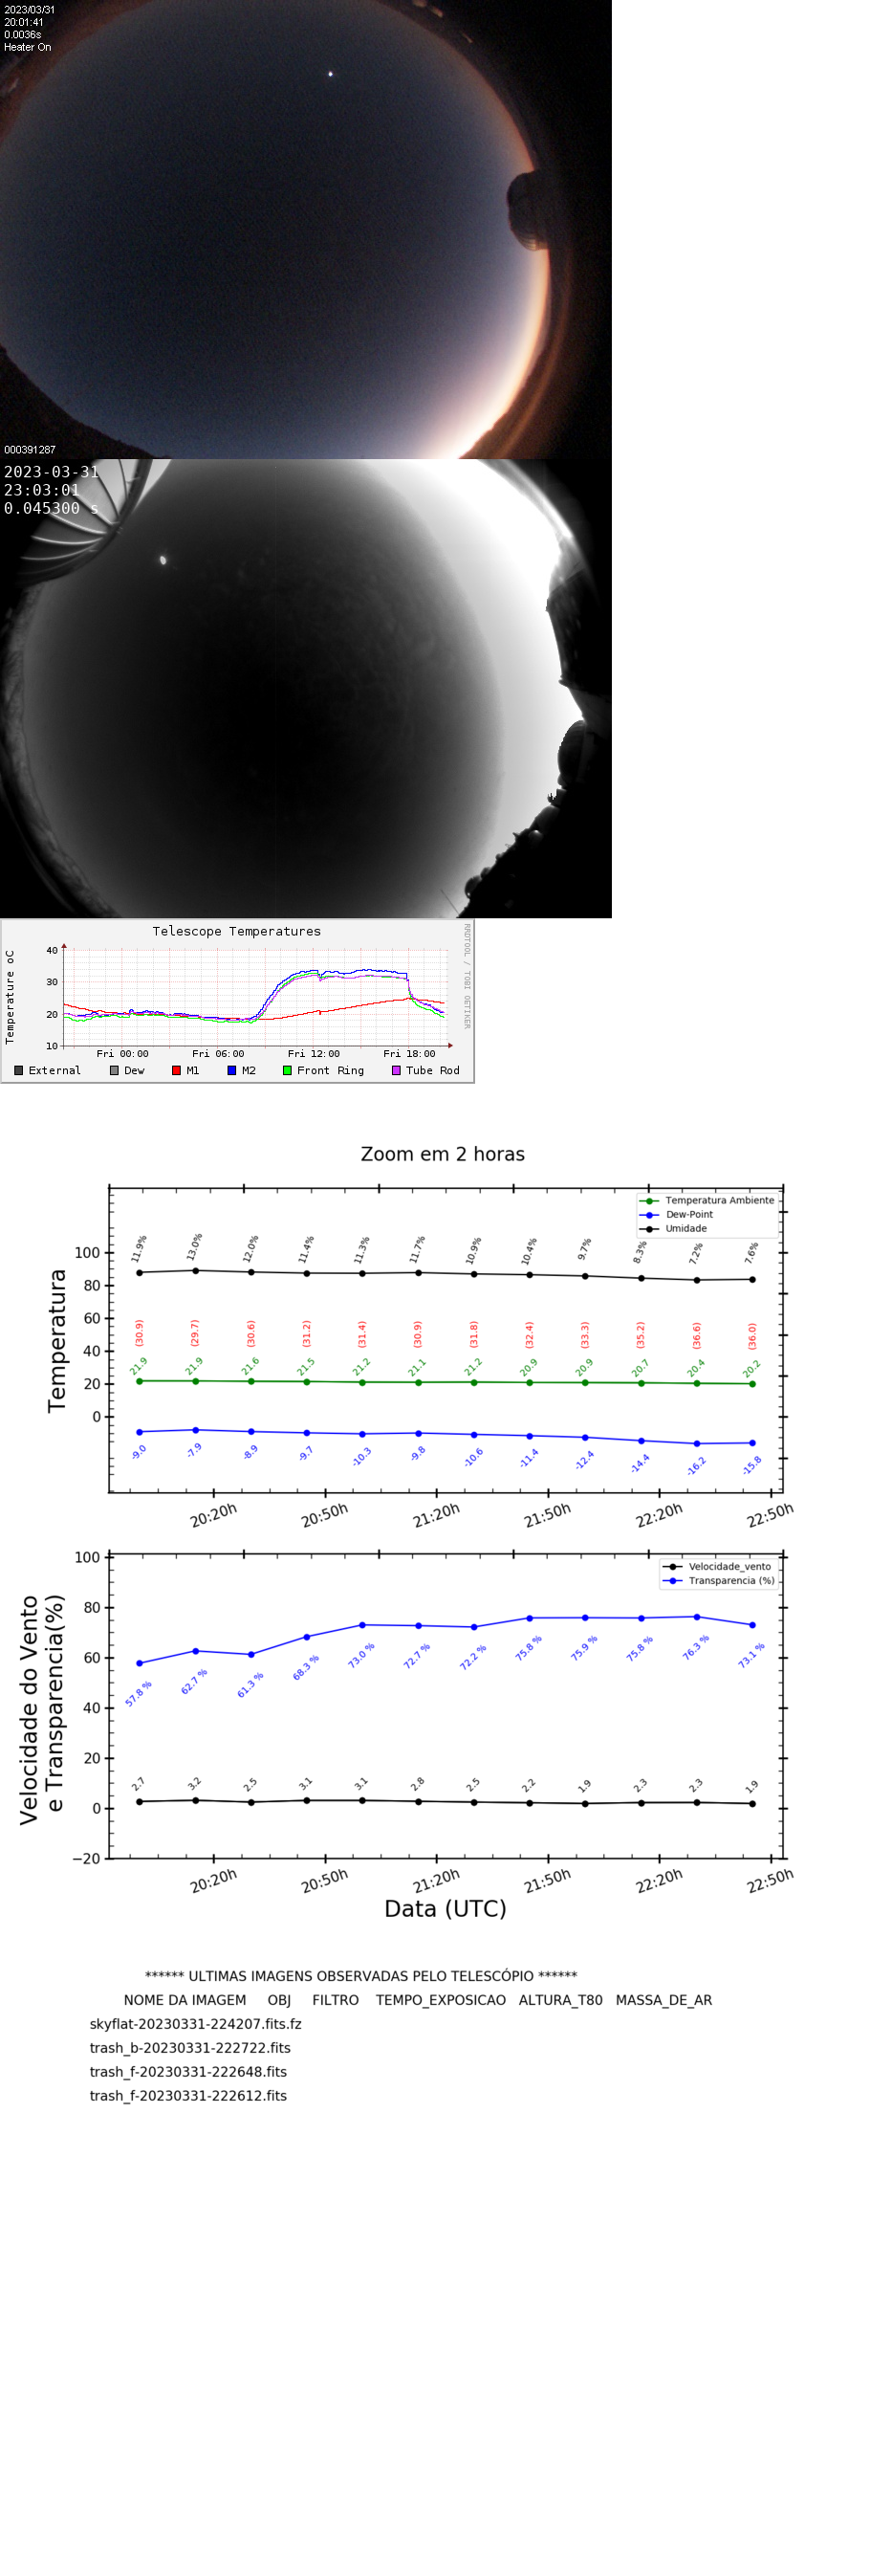 2023/03/31
20:01:41
0.0036s
Heater On
000391287
2023-03-31
23:03:01
0.045300 s
Telescope Temperatures
RRDTOOL / TOBI OETIKER
Temperature oC
40
30
20
10
Fri 00:00 Fri 06:00 Fri 12:00 Fri 18:00
External Dew M1 M2 Front Ring Tube Rod
Zoom em 2 horas
Temperatura Ambiente
Dew-Point
Umidade
Temperatura
100
80
60
40
20
0
11.9% 13.0% 12.0% 11.4% 11.3% 11.7% 10.9% 10.4% 9.7% 8.3% 7.2% 7.6%
(30.9) (29.7) (30.6) (31.2) (31.4) (30.9) (31.8) (32.4) (33.3) (35.2) (36.6) (36.0)
21.9 21.9 21.6 21.5 21.2 21.1 21.2 20.9 20.9 20.7 20.4 20.2
-9.0 -7.9 -8.9 -9.7 -10.3 -9.8 -10.6 -11.4 -12.4 -14.4 -16.2 -15.8
20:20h 20:50h 21:20h 21:50h 22:20h 22:50h
Velocidade_vento
Transparencia (%)
Velocidade do Vento
e Transparencia(%)
100
80
60
40
20
0
−20
57.8 % 62.7 % 61.3 % 68.3 % 73.0 % 72.7 % 72.2 % 75.8 % 75.9 % 75.8 % 76.3 % 73.1 %
2.7 3.2 2.5 3.1 3.1 2.8 2.5 2.2 1.9 2.3 2.3 1.9
20:20h 20:50h 21:20h 21:50h 22:20h 22:50h
Data (UTC)
****** ULTIMAS IMAGENS OBSERVADAS PELO TELESCÓPIO ******
NOME DA IMAGEM OBJ FILTRO TEMPO_EXPOSICAO ALTURA_T80 MASSA_DE_AR
skyflat-20230331-224207.fits.fz
trash_b-20230331-222722.fits
trash_f-20230331-222648.fits
trash_f-20230331-222612.fits